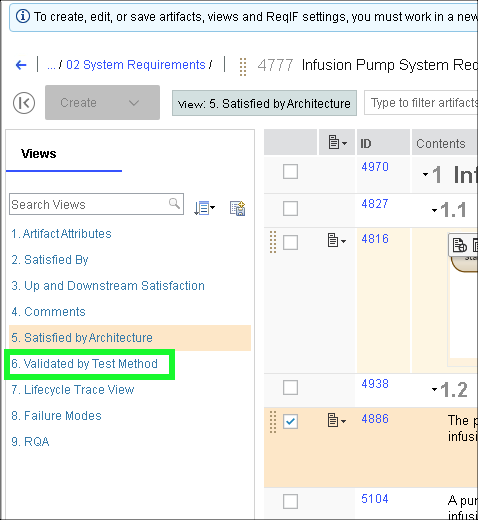 To create, edit, or save artifacts, views and ReqIF settings, you must work in a new
... / 02 System Requirements /
4777 Infusion Pump System Req
Create
View: 5. Satisfied by Architecture
Type to filter artifacts
Views
Search Views
1. Artifact Attributes
2. Satisfied By
3. Up and Downstream Satisfaction
4. Comments
5. Satisfied by Architecture
6. Validated by Test Method
7. Lifecycle Trace View
8. Failure Modes
9. RQA
ID Contents
4970 1 Inf
4827 1.1
4816
4938 1.2
4886 The p
infusi
5104 A pur
infusi